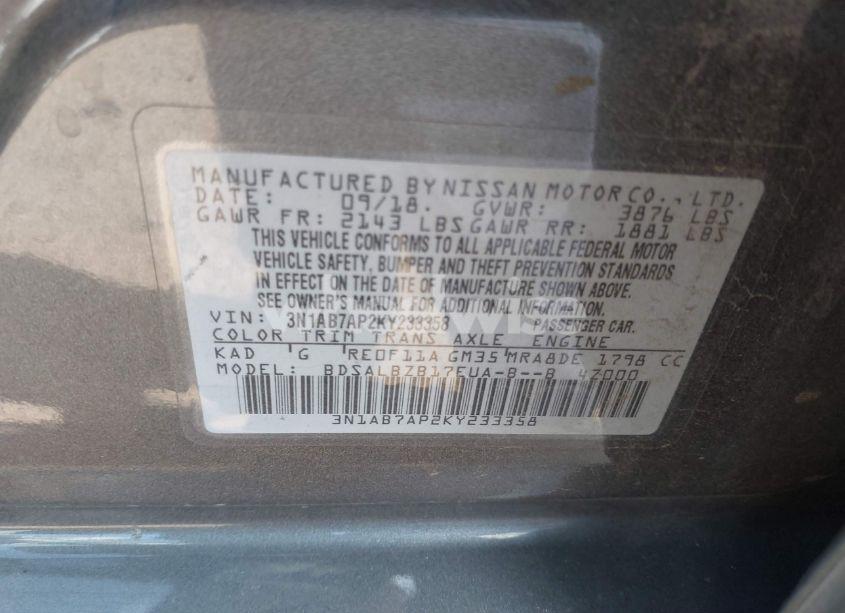 MANUFACTURED BY NISSAN MOTOR CO., LTD.
DATE: 09/18. GVWR: 3876 LBS
GAWR FR: 2143 LBS GAWR RR: 1881 LBS
THIS VEHICLE CONFORMS TO ALL APPLICABLE FEDERAL MOTOR
VEHICLE SAFETY, BUMPER AND THEFT PREVENTION STANDARDS
IN EFFECT ON THE DATE OF MANUFACTURE SHOWN ABOVE.
SEE OWNER'S MANUAL FOR ADDITIONAL INFORMATION.
VIN: 3N1AB7AP2KY233358 PASSENGER CAR.
COLOR TRIM TRANS AXLE ENGINE
KAD G RE0F11A GM35 MRA8DE 1798 CC
MODEL: BDSALBZB17EUA-B--B 4Z000
3N1AB7AP2KY233358